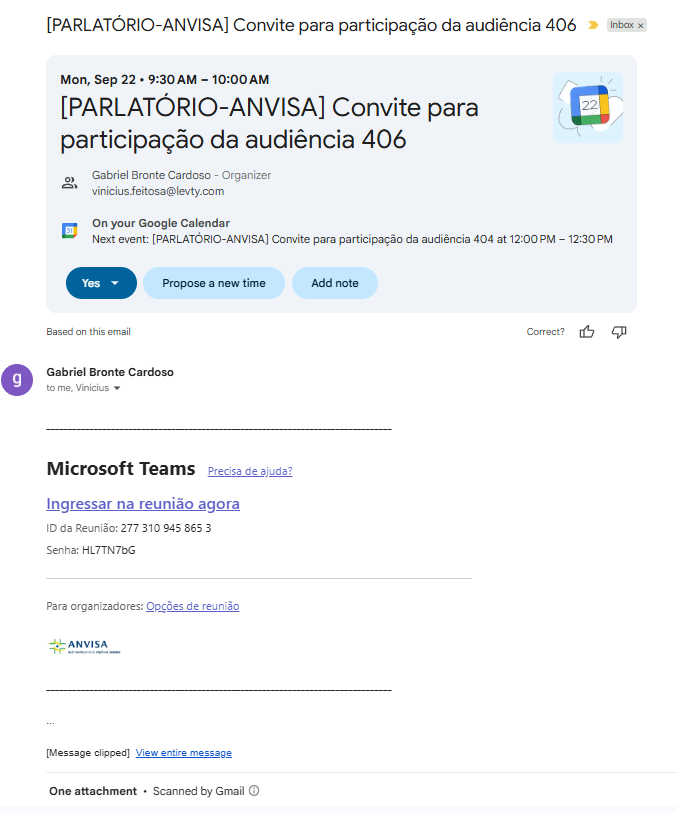 [PARLATÓRIO-ANVISA] Convite para participação da audiência 406
Inbox ×
Mon, Sep 22 • 9:30 AM – 10:00 AM
[PARLATÓRIO-ANVISA] Convite para
participação da audiência 406
22
Gabriel Bronte Cardoso - Organizer
vinicius.feitosa@levty.com
31
On your Google Calendar
Next event: [PARLATÓRIO-ANVISA] Convite para participação da audiência 404 at 12:00 PM – 12:30 PM
Yes
Propose a new time
Add note
Based on this email
Correct?
g
Gabriel Bronte Cardoso
to me, Vinícius
Microsoft Teams Precisa de ajuda?
Ingressar na reunião agora
ID da Reunião: 277 310 945 865 3
Senha: HL7TN7bG
Para organizadores: Opções de reunião
ANVISA
...
[Message clipped] View entire message
One attachment • Scanned by Gmail